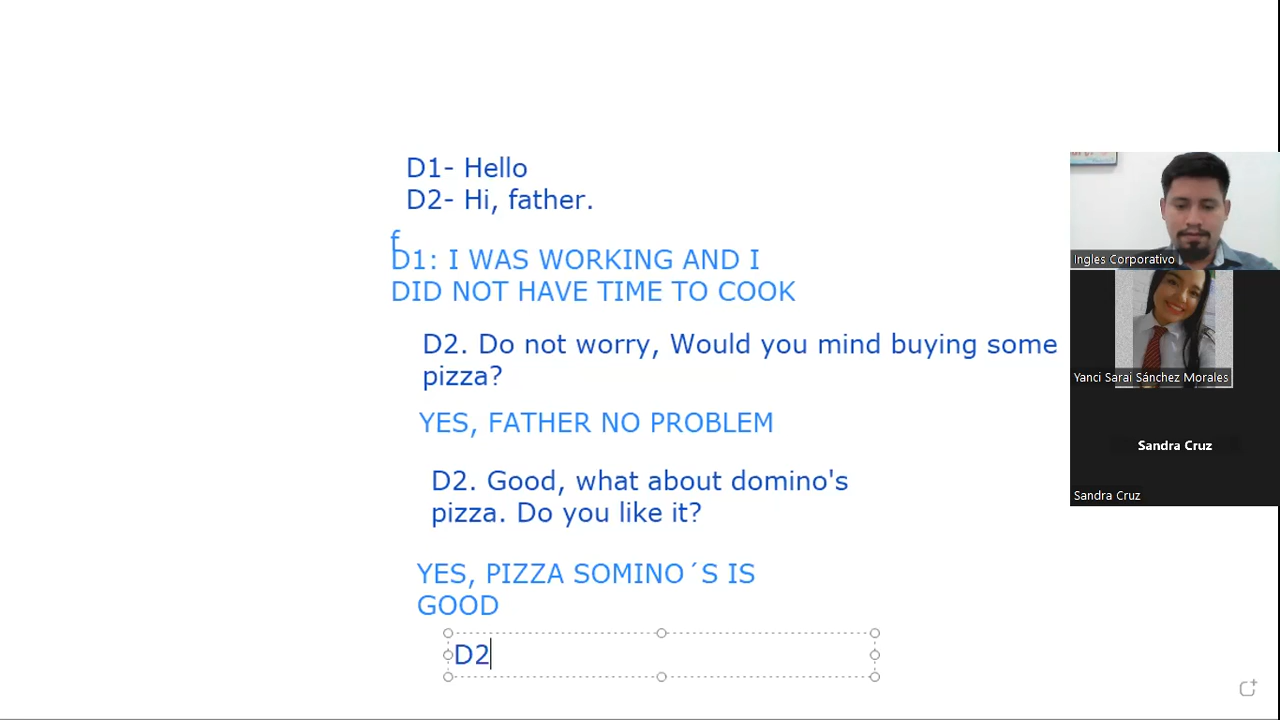 D1- Hello
D2- Hi, father.
f
D1: I WAS WORKING AND I
DID NOT HAVE TIME TO COOK
D2. Do not worry, Would you mind buying some
pizza?
YES, FATHER NO PROBLEM
D2. Good, what about domino's
pizza. Do you like it?
YES, PIZZA SOMINO´S IS
GOOD
D2
Ingles Corporativo
Yanci Sarai Sánchez Morales
Sandra Cruz
Sandra Cruz